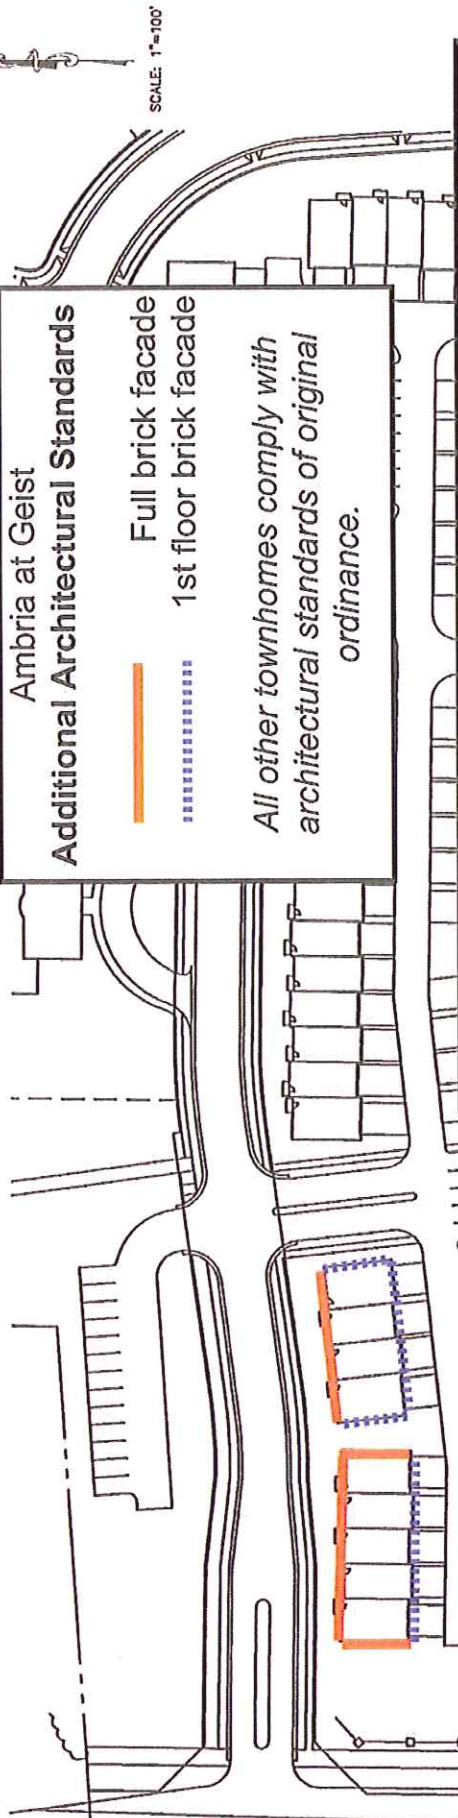 Ambria at Geist
Additional Architectural Standards
Full brick facade
1st floor brick facade
All other townhomes comply with
architectural standards of original
ordinance.
SCALE: 1"=100'